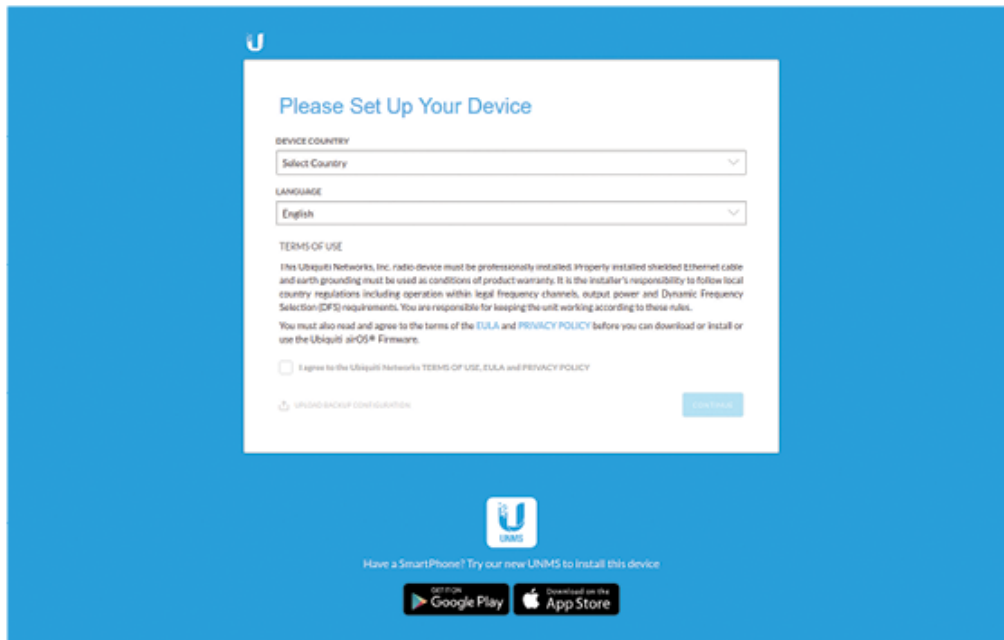 U
Please Set Up Your Device
DEVICE COUNTRY
Select Country
LANGUAGE
English
TERMS OF USE
This Ubiquiti Networks, Inc. radio device must be professionally installed. Properly installed shielded Ethernet cable
and earth grounding must be used as conditions of product warranty. It is the installer's responsibility to follow local
country regulations including operation within legal frequency channels, output power and Dynamic Frequency
Selection (DFS) requirements. You are responsible for keeping the unit working according to these rules.
You must also read and agree to the terms of the EULA and PRIVACY POLICY before you can download or install or
use the Ubiquiti airOS® Firmware.
I agree to the Ubiquiti Networks TERMS OF USE, EULA and PRIVACY POLICY
UPLOAD BACKUP CONFIGURATION
CONTINUE
U
UNMS
Have a SmartPhone? Try our new UNMS to install this device
GET IT ON
Google Play
Download on the
App Store